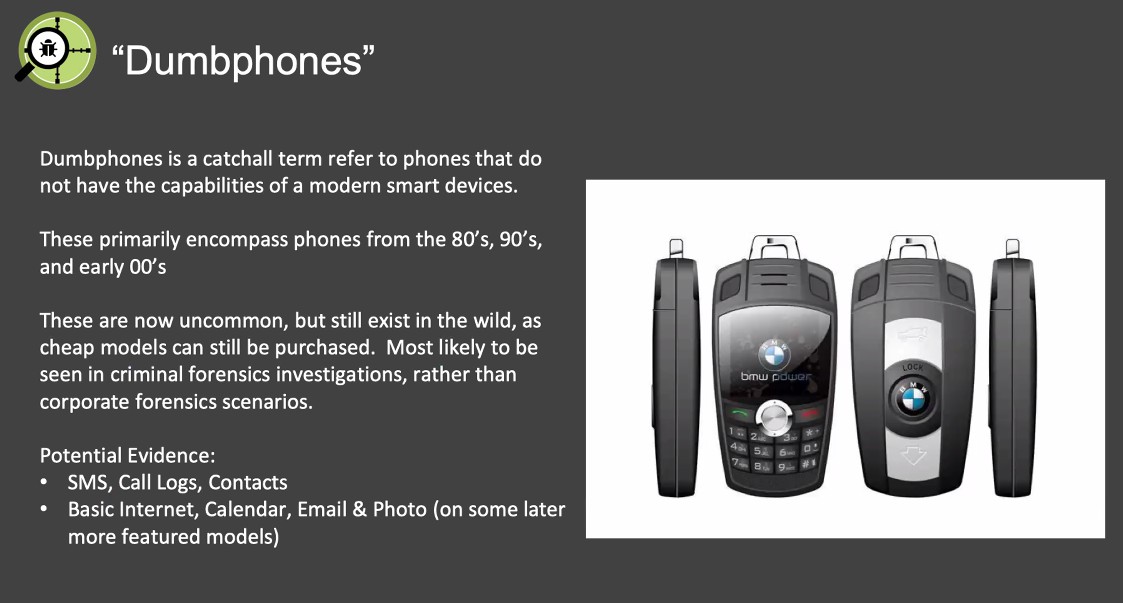 “Dumbphones”
Dumbphones is a catchall term refer to phones that do
not have the capabilities of a modern smart devices.
These primarily encompass phones from the 80’s, 90’s,
and early 00’s
These are now uncommon, but still exist in the wild, as
cheap models can still be purchased.  Most likely to be
seen in criminal forensics investigations, rather than
corporate forensics scenarios.
Potential Evidence:
• SMS, Call Logs, Contacts
• Basic Internet, Calendar, Email & Photo (on some later
more featured models)
BMW
bmw power
1 2 3 *
4 5 6 0
7 8 9 #
LOCK
BMW